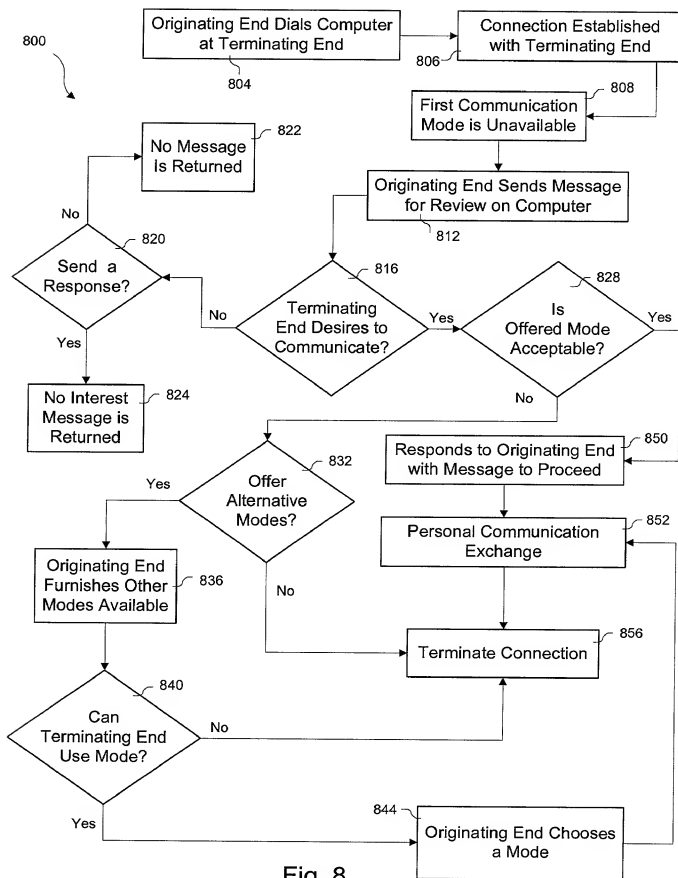 800
Originating End Dials Computer
at Terminating End
804
Connection Established
with Terminating End
806
808
First Communication
Mode is Unavailable
822
No Message
Is Returned
Originating End Sends Message
for Review on Computer
812
No
820
Send a
Response?
816
Terminating
End Desires to
Communicate?
828
Is
Offered Mode
Acceptable?
No
Yes
Yes
Yes
No
824
No Interest
Message is
Returned
832
Offer
Alternative
Modes?
Yes
No
850
Responds to Originating End
with Message to Proceed
852
Personal Communication
Exchange
Originating End
Furnishes Other
Modes Available
836
856
Terminate Connection
840
Can
Terminating End
Use Mode?
No
Yes
844
Originating End Chooses
a Mode
Fig. 8